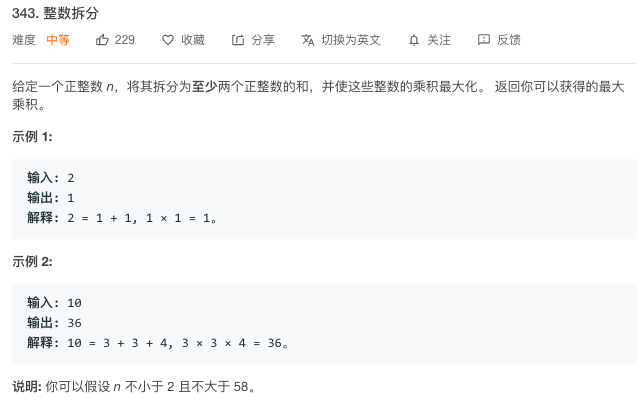 343. 整数拆分
难度 中等 229 收藏 分享 切换为英文 关注 反馈
给定一个正整数 n，将其拆分为至少两个正整数的和，并使这些整数的乘积最大化。 返回你可以获得的最大
乘积。
示例 1:
输入: 2
输出: 1
解释: 2 = 1 + 1, 1 × 1 = 1。
示例 2:
输入: 10
输出: 36
解释: 10 = 3 + 3 + 4, 3 × 3 × 4 = 36。
说明: 你可以假设 n 不小于 2 且不大于 58。